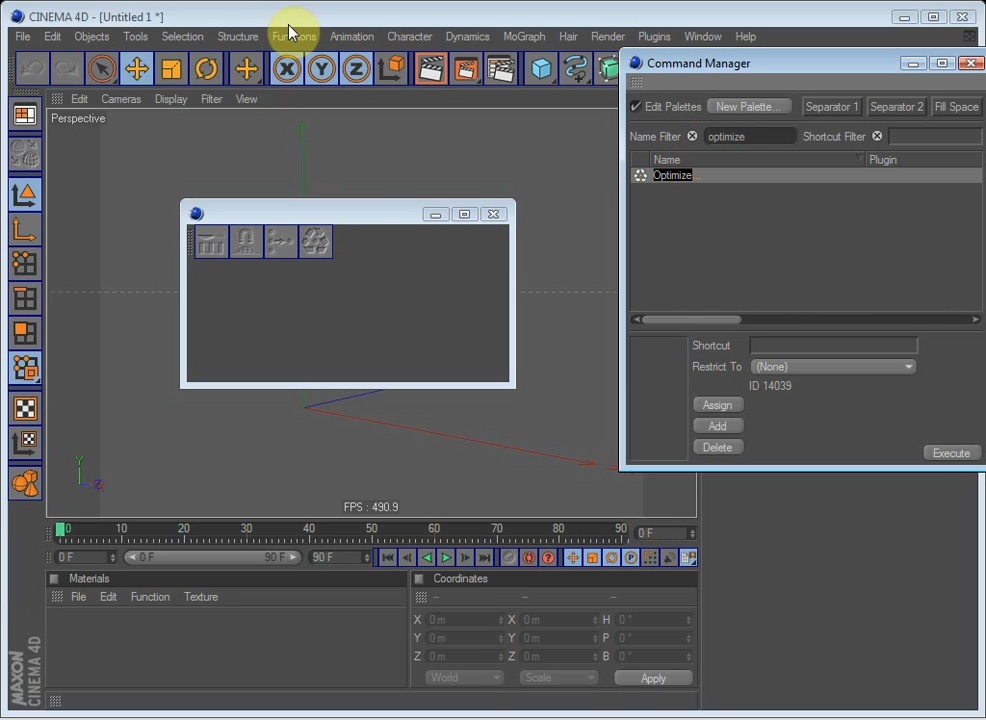 CINEMA 4D - [Untitled 1 *]
File Edit Objects Tools Selection Structure Functions Animation Character Dynamics MoGraph Hair Render Plugins Window Help
X Y Z
Command Manager
Edit Cameras Display Filter View
Edit Palettes New Palette... Separator 1 Separator 2 Fill Space
Perspective
Name Filter optimize Shortcut Filter
Name Plugin
Optimize...
Shortcut
Restrict To (None)
ID 14039
Assign
Add
Delete
Execute
Y
Z
FPS : 490.9
0 10 20 30 40 50 60 70 80 90 0 F
0 F 0 F 90 F 90 F
Materials
File Edit Function Texture
Coordinates
-- -- --
X 0 m X 0 m H 0 °
Y 0 m Y 0 m P 0 °
Z 0 m Z 0 m B 0 °
World Scale Apply
MAXON
CINEMA 4D